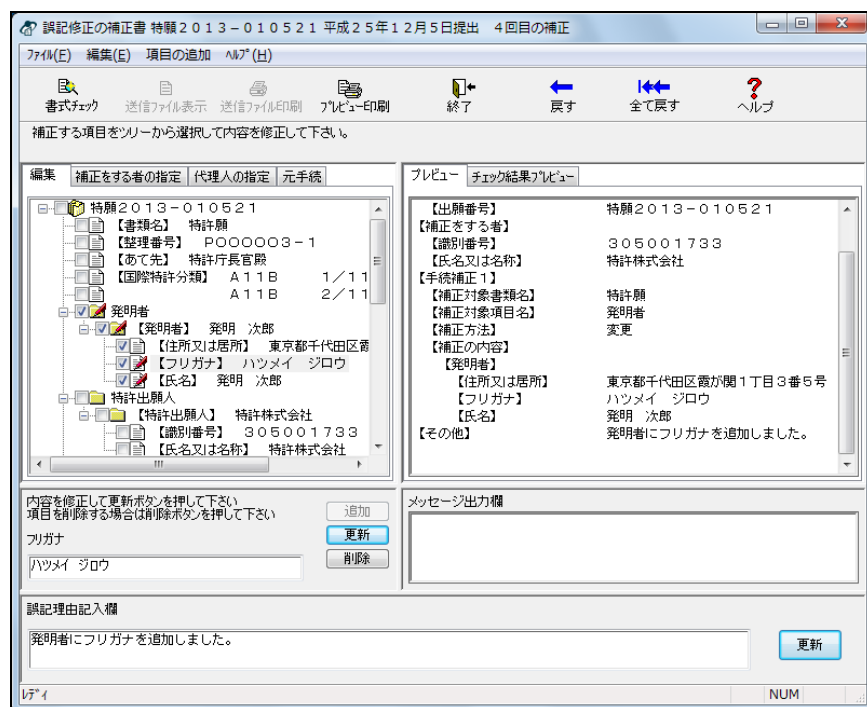 誤記修正の補正書 特願２０１３－０１０５２１ 平成２５年１２月５日提出　４回目の補正
ﾌｧｲﾙ(F)　編集(E)　項目の追加　ﾍﾙﾌﾟ(H)
書式ﾁｪｯｸ　送信ﾌｧｲﾙ表示　送信ﾌｧｲﾙ印刷　ﾌﾟﾚﾋﾞｭｰ印刷　終了　戻す　全て戻す　ヘルプ
補正する項目をツリーから選択して内容を修正して下さい。
編集　補正をする者の指定　代理人の指定　元手続
特願２０１３－０１０５２１
【書類名】　特許願
【整理番号】　Ｐ０００００３－１
【あて先】　特許庁長官殿
【国際特許分類】　Ａ１１Ｂ　１／１１
Ａ１１Ｂ　２／１１
発明者
【発明者】　発明　次郎
【住所又は居所】　東京都千代田区霞
【フリガナ】　ハツメイ　ジロウ
【氏名】　発明　次郎
特許出願人
【特許出願人】　特許株式会社
【識別番号】　３０５００１７３３
【氏名又は名称】　特許株式会社
プレビュー　チェック結果プレビュー
【出願番号】　特願２０１３－０１０５２１
【補正をする者】
【識別番号】　３０５００１７３３
【氏名又は名称】　特許株式会社
【手続補正１】
【補正対象書類名】　特許願
【補正対象項目名】　発明者
【補正方法】　変更
【補正の内容】
【発明者】
【住所又は居所】　東京都千代田区霞が関１丁目３番５号
【フリガナ】　ハツメイ　ジロウ
【氏名】　発明　次郎
【その他】　発明者にフリガナを追加しました。
内容を修正して更新ボタンを押して下さい
項目を削除する場合は削除ボタンを押して下さい
追加
フリガナ
更新
ハツメイ ジロウ
削除
メッセージ出力欄
誤記理由記入欄
発明者にフリガナを追加しました。
更新
ﾚﾃﾞｨ
NUM